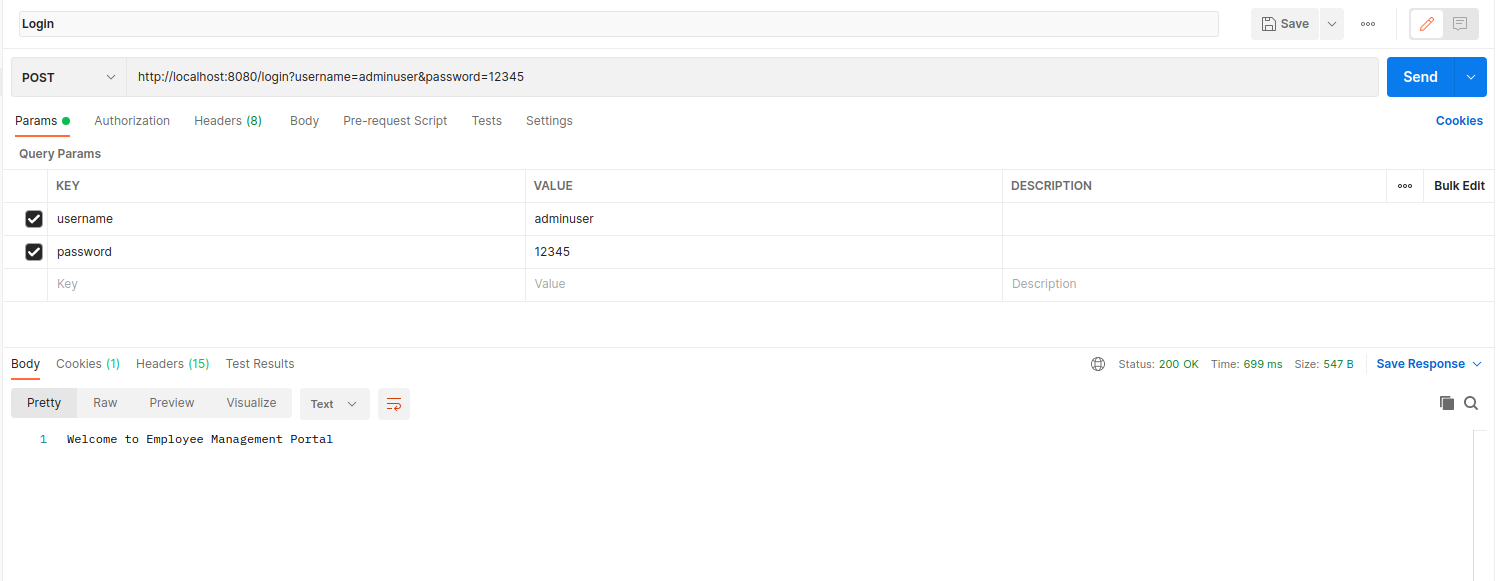 Login
Save
POST
http://localhost:8080/login?username=adminuser&password=12345
Send
Params Authorization Headers (8) Body Pre-request Script Tests Settings Cookies
Query Params
KEY VALUE DESCRIPTION Bulk Edit
username adminuser
password 12345
Key Value Description
Body Cookies (1) Headers (15) Test Results Status: 200 OK Time: 699 ms Size: 547 B Save Response
Pretty Raw Preview Visualize Text
1 Welcome to Employee Management Portal